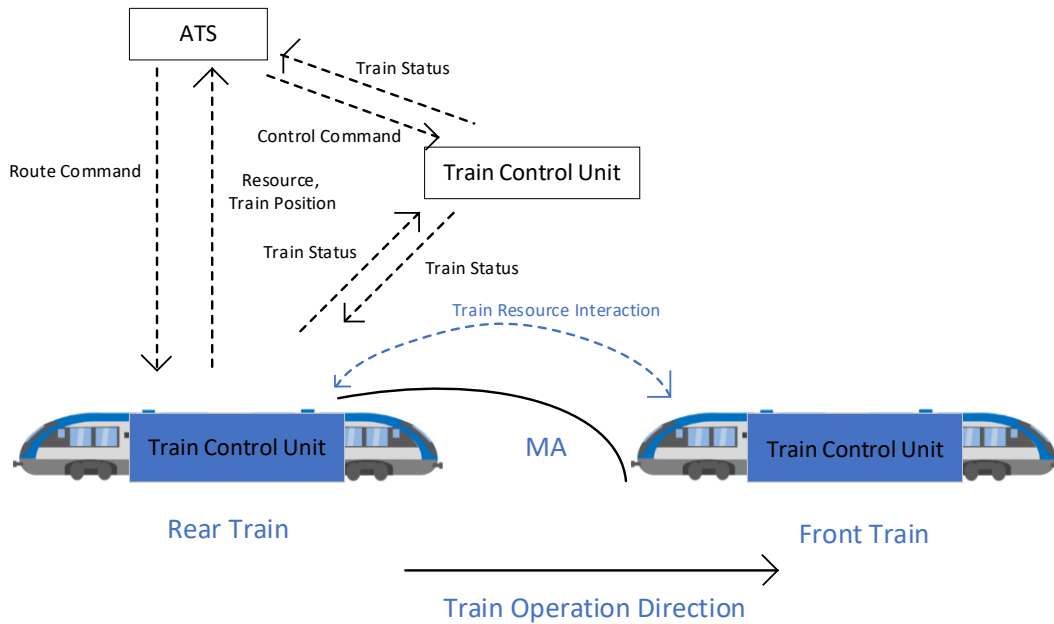 ATS
Train Status
Control Command
Route Command
Train Control Unit
Resource,
Train Position
Train Status
Train Status
Train Resource Interaction
Train Control Unit
MA
Train Control Unit
Rear Train
Front Train
Train Operation Direction